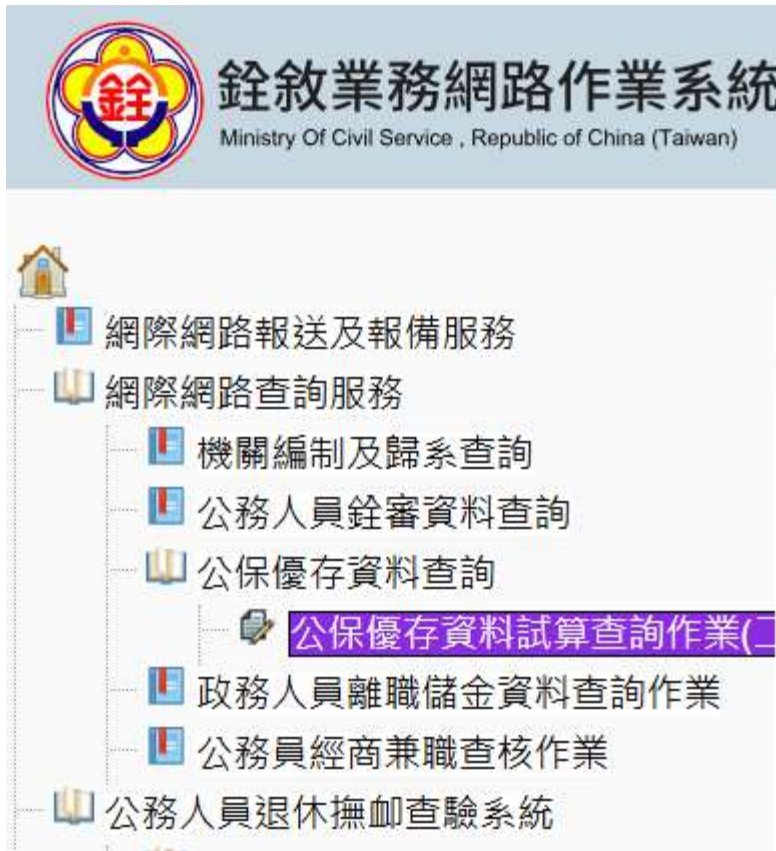 銓
銓敘業務網路作業系統
Ministry Of Civil Service , Republic of China (Taiwan)
網際網路報送及報備服務
網際網路查詢服務
機關編制及歸系查詢
公務人員銓審資料查詢
公保優存資料查詢
公保優存資料試算查詢作業(二
政務人員離職儲金資料查詢作業
公務員經商兼職查核作業
公務人員退休撫卹查驗系統